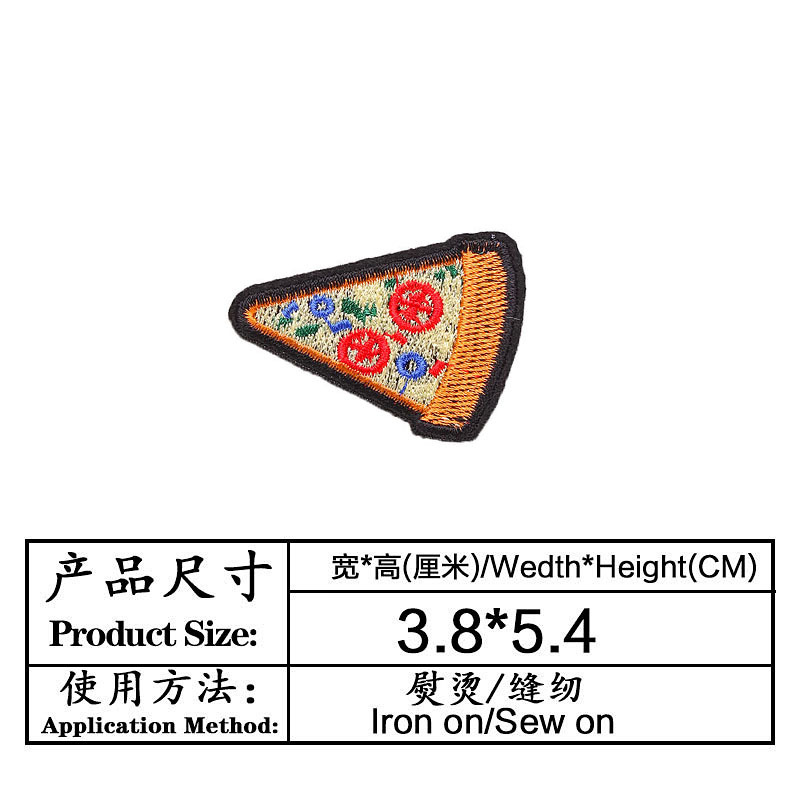 产品尺寸
Product Size:
宽*高(厘米)/Wedth*Height(CM)
3.8*5.4
使用方法：
Application Method:
熨烫/缝纫
Iron on/Sew on